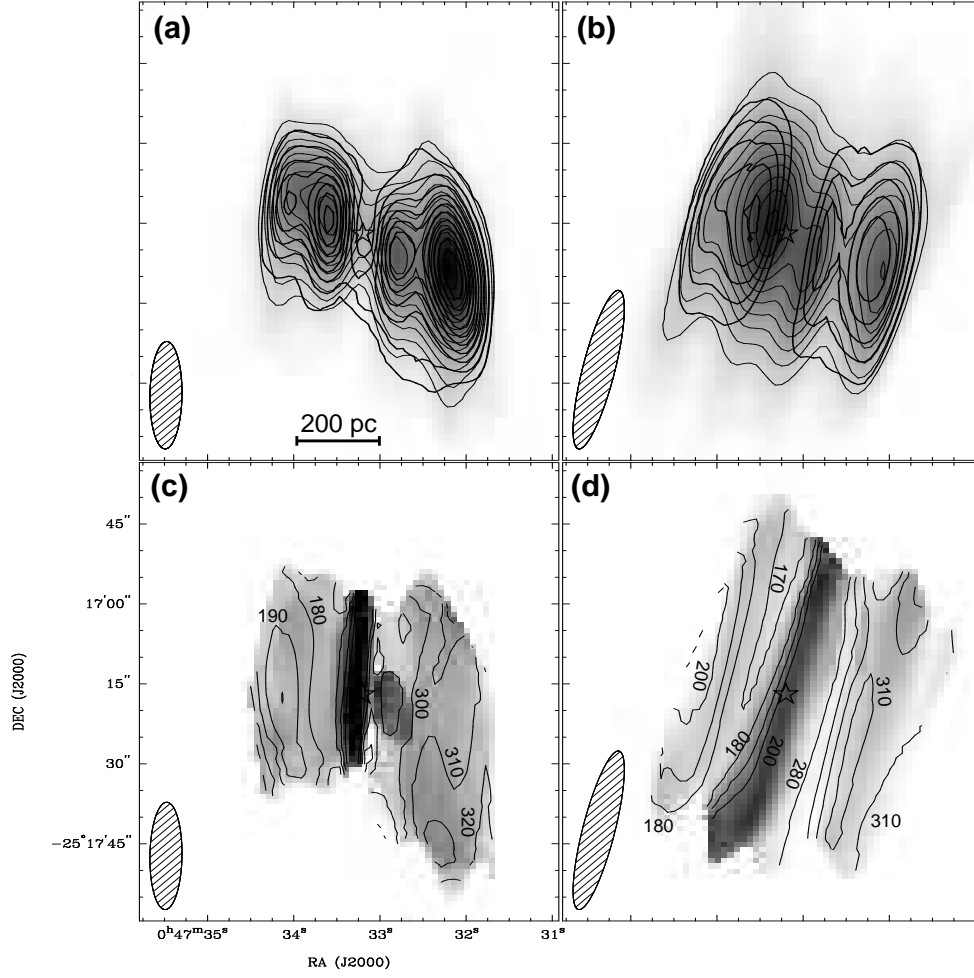 (a)
(b)
200 pc
(c)
(d)
45"
17'00"
15"
30"
−25° 17'45"
DEC (J2000)
190
180
300
310
320
170
200
180
200
280
310
180
310
0ʰ47ᵐ35ˢ
34ˢ
33ˢ
32ˢ
31ˢ
RA (J2000)